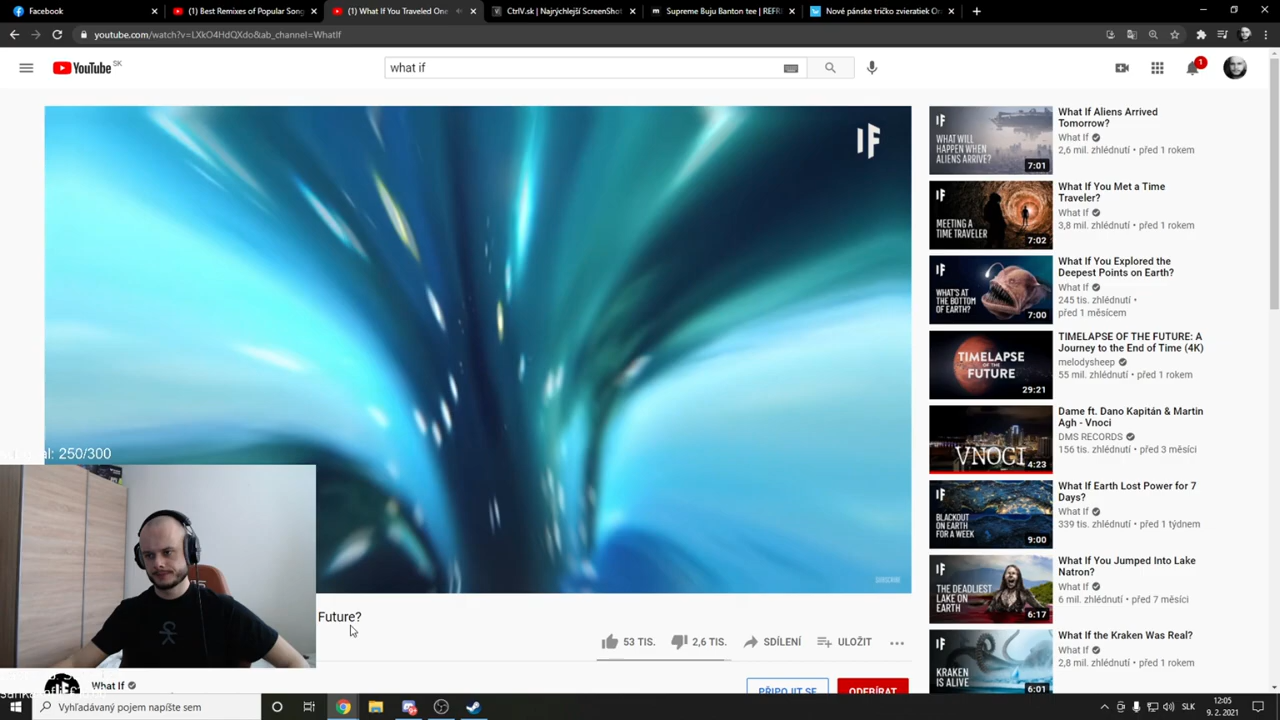 Facebook
(1) Best Remixes of Popular Song
(1) What If You Traveled One
CtrlV.sk | Najrýchlejší ScreenShot
Supreme Buju Banton tee | [REFR
Nové pánske tričko zvieratiek Or
youtube.com/watch?v=LXkO4HdQXdo&ab_channel=WhatIf
YouTube SK
what if
1
IF
SUBSCRIBE
250/300
Future?
53 TIS.
2,6 TIS.
SDÍLENÍ
ULOŽIT
What If
PŘIPOJIT SE
ODEBÍRAT
WHAT WILL
HAPPEN WHEN
ALIENS ARRIVE?
7:01
What If Aliens Arrived
Tomorrow?
What If
2,6 mil. zhlédnutí • před 1 rokem
MEETING A
TIME TRAVELER
7:02
What If You Met a Time
Traveler?
What If
3,8 mil. zhlédnutí • před 1 rokem
WHAT'S AT
THE BOTTOM
OF EARTH?
7:00
What If You Explored the
Deepest Points on Earth?
What If
245 tis. zhlédnutí •
před 1 měsícem
TIMELAPSE
OF THE
FUTURE
29:21
TIMELAPSE OF THE FUTURE: A
Journey to the End of Time (4K)
melodysheep
55 mil. zhlédnutí • před 1 rokem
VNOCI
4:23
Dame ft. Dano Kapitán & Martin
Agh - Vnoci
DMS RECORDS
156 tis. zhlédnutí • před 3 měsíci
BLACKOUT
ON EARTH
FOR A WEEK
9:00
What If Earth Lost Power for 7
Days?
What If
339 tis. zhlédnutí • před 1 týdnem
THE DEADLIEST
LAKE ON
EARTH
6:17
What If You Jumped Into Lake
Natron?
What If
6 mil. zhlédnutí • před 7 měsíci
KRAKEN
IS ALIVE
6:01
What If the Kraken Was Real?
What If
2,8 mil. zhlédnutí • před 1 rokem
Vyhľadávaný pojem napíšte sem
SLK
12:05
9. 2. 2021